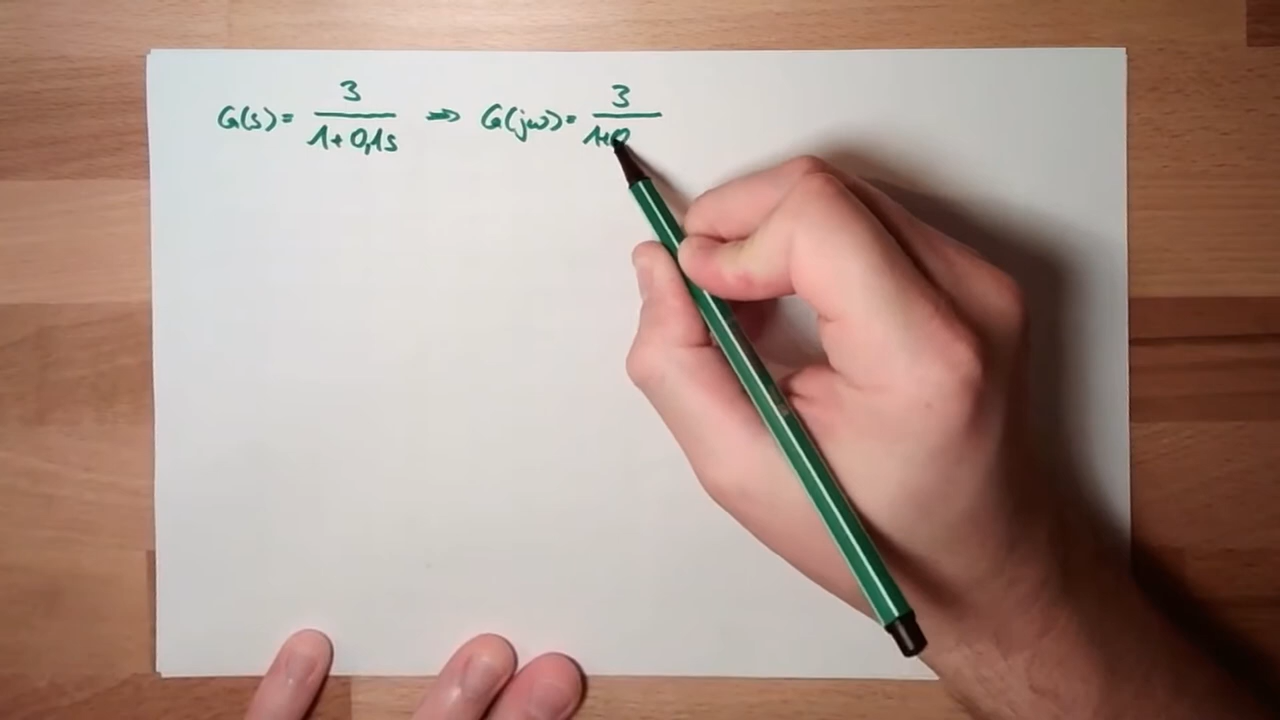 G(s) = 3 / (1 + 0,1s) ⇒ G(jω) = 3 / (1+0